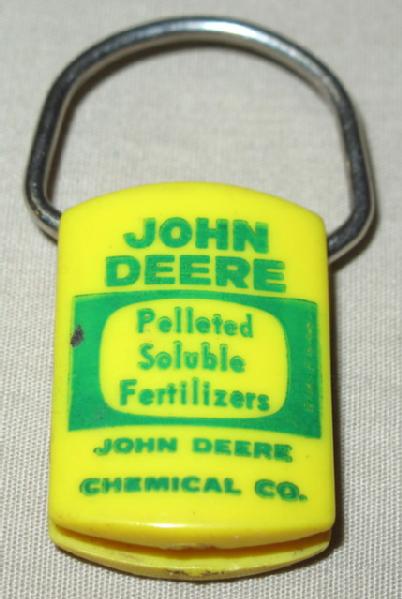 JOHN
DEERE
Pelleted
Soluble
Fertilizers
JOHN DEERE
CHEMICAL CO.